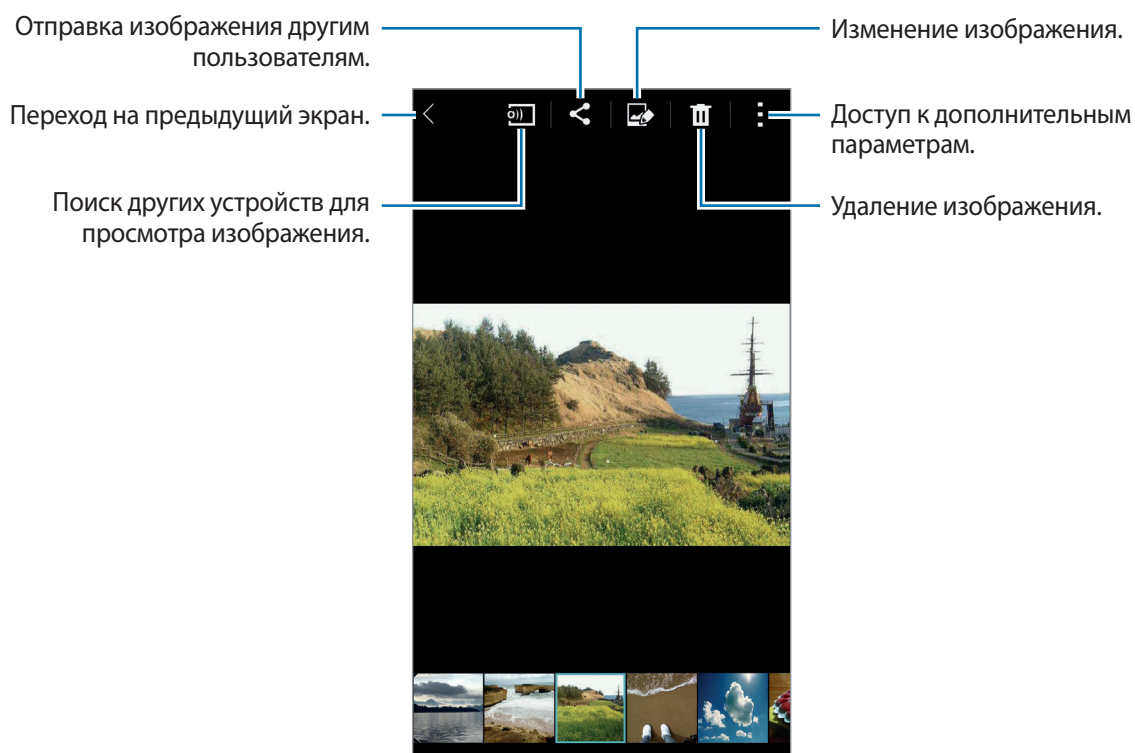 Отправка изображения другим
пользователям.
Изменение изображения.
Переход на предыдущий экран.
Доступ к дополнительным
параметрам.
Поиск других устройств для
просмотра изображения.
Удаление изображения.